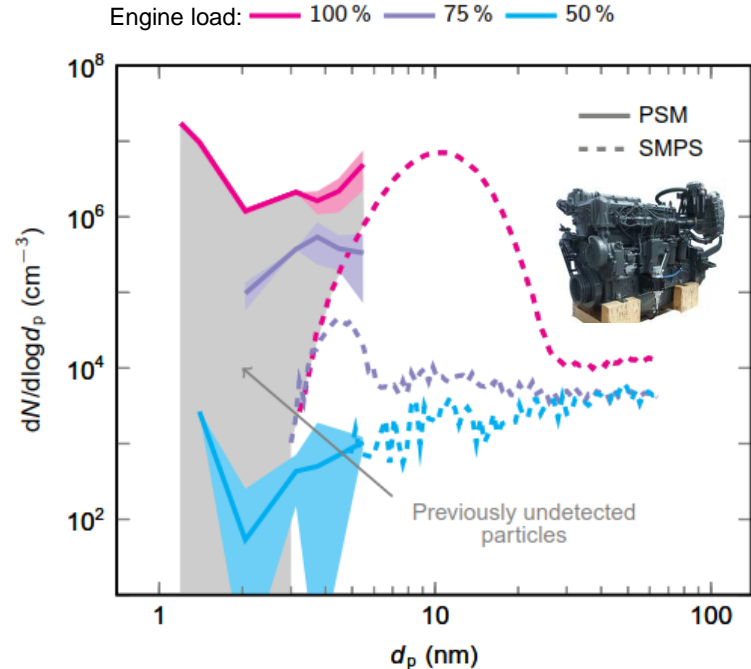 Engine load: 100 % 75 % 50 %
10⁸
10⁶
10⁴
10²
dN/dlogdₚ (cm⁻³)
PSM
SMPS
Previously undetected
particles
1
10
100
dₚ (nm)